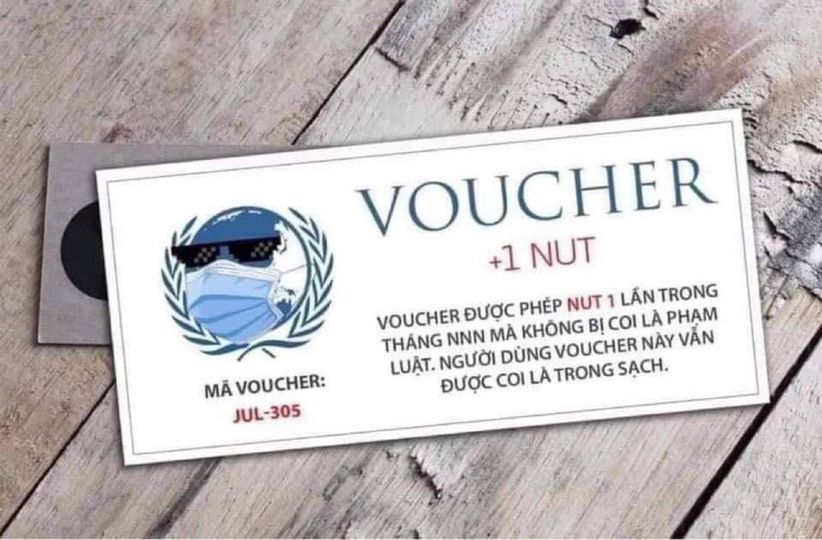 VOUCHER
+1 NUT
VOUCHER ĐƯỢC PHÉP NUT 1 LẦN TRONG
THÁNG NNN MÀ KHÔNG BỊ COI LÀ PHẠM
LUẬT. NGƯỜI DÙNG VOUCHER NÀY VẪN
ĐƯỢC COI LÀ TRONG SẠCH.
MÃ VOUCHER:
JUL-305